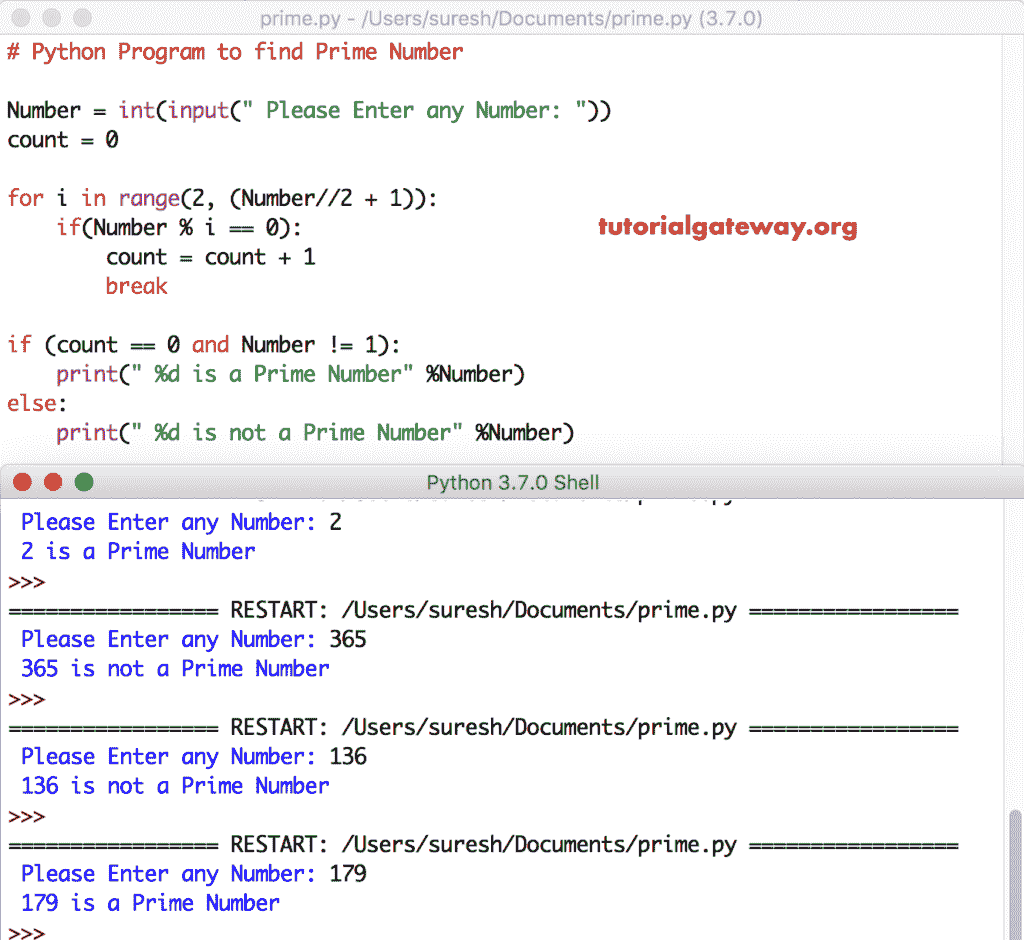 prime.py - /Users/suresh/Documents/prime.py (3.7.0)
# Python Program to find Prime Number
Number = int(input(" Please Enter any Number: "))
count = 0
for i in range(2, (Number//2 + 1)):
if(Number % i == 0):
tutorialgateway.org
count = count + 1
break
if (count == 0 and Number != 1):
print(" %d is a Prime Number" %Number)
else:
print(" %d is not a Prime Number" %Number)
Python 3.7.0 Shell
Please Enter any Number: 2
2 is a Prime Number
>>>
================= RESTART: /Users/suresh/Documents/prime.py =================
Please Enter any Number: 365
365 is not a Prime Number
>>>
================= RESTART: /Users/suresh/Documents/prime.py =================
Please Enter any Number: 136
136 is not a Prime Number
>>>
================= RESTART: /Users/suresh/Documents/prime.py =================
Please Enter any Number: 179
179 is a Prime Number
>>>